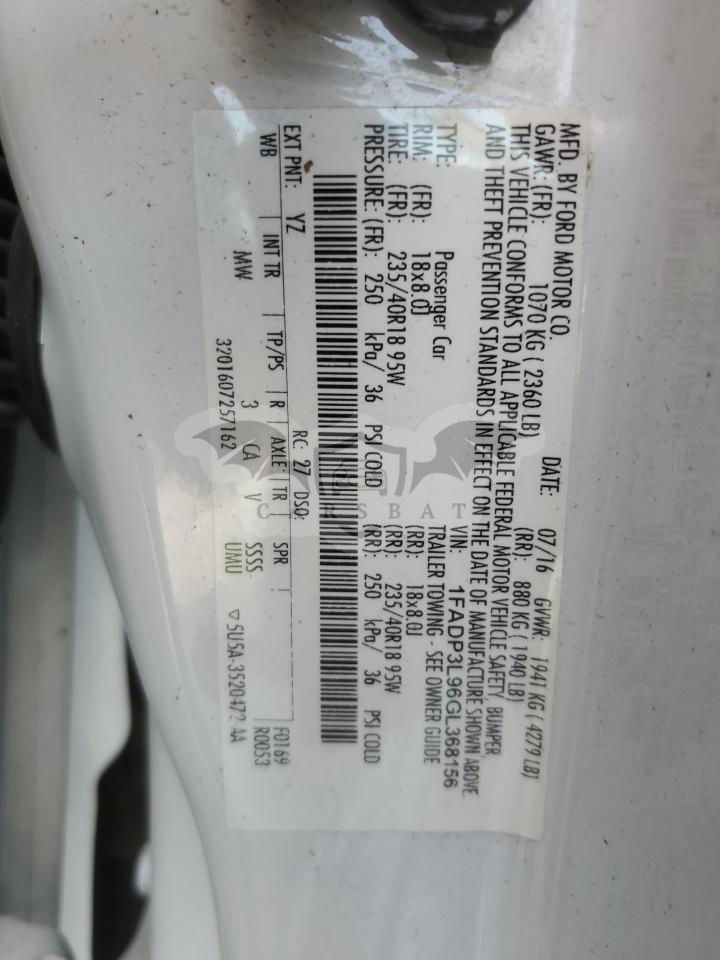 MFD. BY FORD MOTOR CO.
DATE: 07/16 GVWR: 1941 KG ( 4279 LB)
GAWR: (FR): 1070 KG ( 2360 LB) (RR): 880 KG ( 1940 LB)
THIS VEHICLE CONFORMS TO ALL APPLICABLE FEDERAL MOTOR VEHICLE SAFETY, BUMPER,
AND THEFT PREVENTION STANDARDS IN EFFECT ON THE DATE OF MANUFACTURE SHOWN ABOVE
VIN: 1FADP3L96GL368156
TYPE: Passenger Car TRAILER TOWING - SEE OWNER GUIDE
RIM: (FR): 18x8.0J (RR): 18x8.0J
TIRE: (FR): 235/40R18 95W (RR): 235/40R18 95W
PRESSURE: (FR): 250 kPa/ 36 PSI COLD (RR): 250 kPa/ 36 PSI COLD
EXT PNT: YZ RC: 27 DSO: F0169
WB INT TR TP/PS R AXLE TR SPR R0053
MW 3 CA V SSSS
3201607257162 UMU ▽5U5A-3520472-AA
CARSBAT